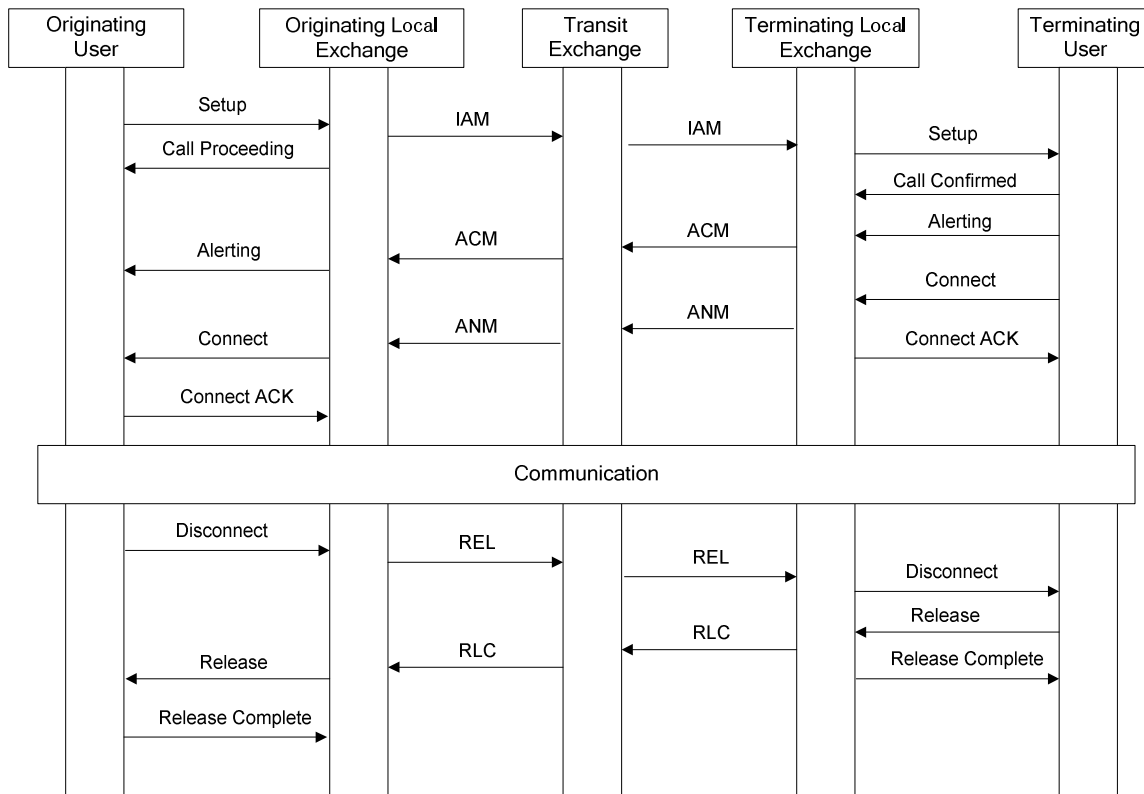 Originating
User
Originating Local
Exchange
Transit
Exchange
Terminating Local
Exchange
Terminating
User
Setup
IAM
IAM
Setup
Call Proceeding
Call Confirmed
Alerting
ACM
ACM
Alerting
Connect
ANM
ANM
Connect
Connect ACK
Connect ACK
Communication
Disconnect
REL
REL
Disconnect
Release
RLC
RLC
Release
Release Complete
Release Complete